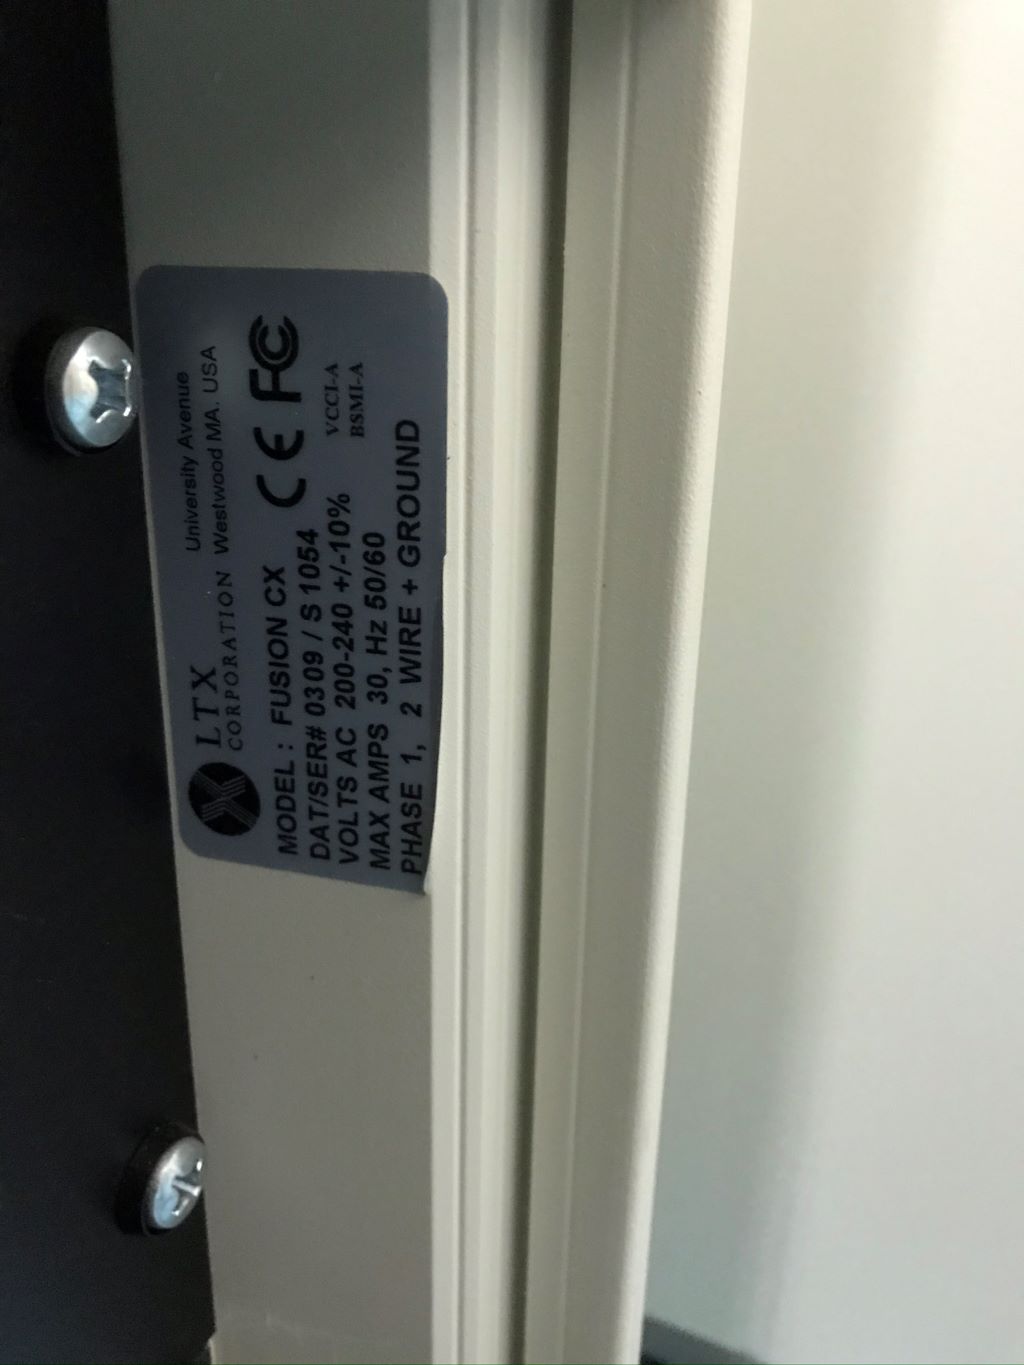 LTX
CORPORATION
University Avenue
Westwood MA. USA
MODEL : FUSION CX
DAT/SER# 0309 / S1054
VOLTS AC 200-240 +/-10%
MAX AMPS 30, Hz 50/60
PHASE 1, 2 WIRE + GROUND
CE FC
VCCI-A
BSMI-A